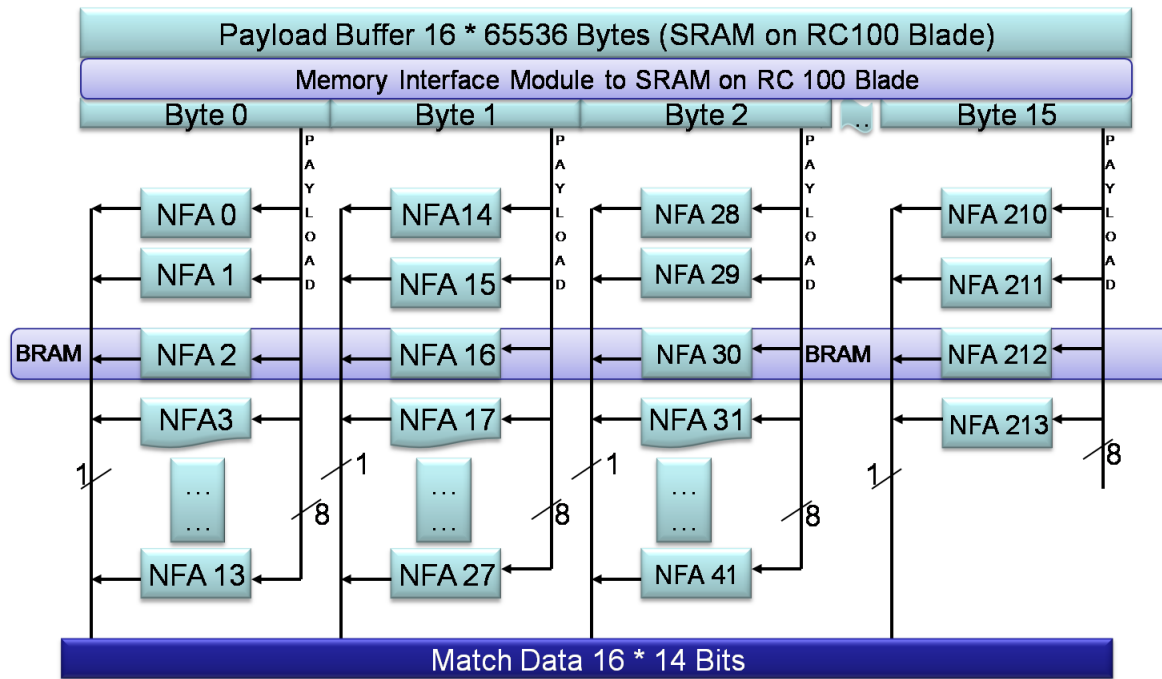 Payload Buffer 16 * 65536 Bytes (SRAM on RC100 Blade)
Memory Interface Module to SRAM on RC 100 Blade
Byte 0
Byte 1
Byte 2
..
Byte 15
PAYLOAD
PAYLOAD
PAYLOAD
PAYLOAD
NFA 0
NFA14
NFA 28
NFA 210
NFA 1
NFA 15
NFA 29
NFA 211
BRAM
NFA 2
NFA 16
NFA 30
BRAM
NFA 212
NFA3
NFA 17
NFA 31
NFA 213
1
...
...
8
1
...
...
8
1
...
...
8
1
8
NFA 13
NFA 27
NFA 41
Match Data 16 * 14 Bits